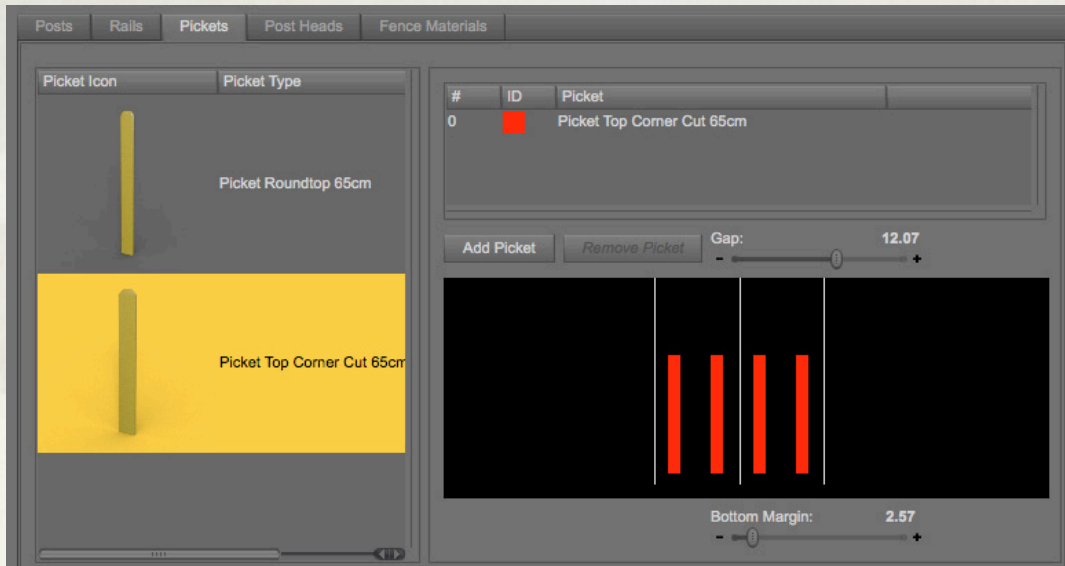 Posts Rails Pickets Post Heads Fence Materials
Picket Icon Picket Type
Picket Roundtop 65cm
Picket Top Corner Cut 65cm
# ID Picket
0 Picket Top Corner Cut 65cm
Add Picket Remove Picket Gap: 12.07
- +
Bottom Margin: 2.57
- +